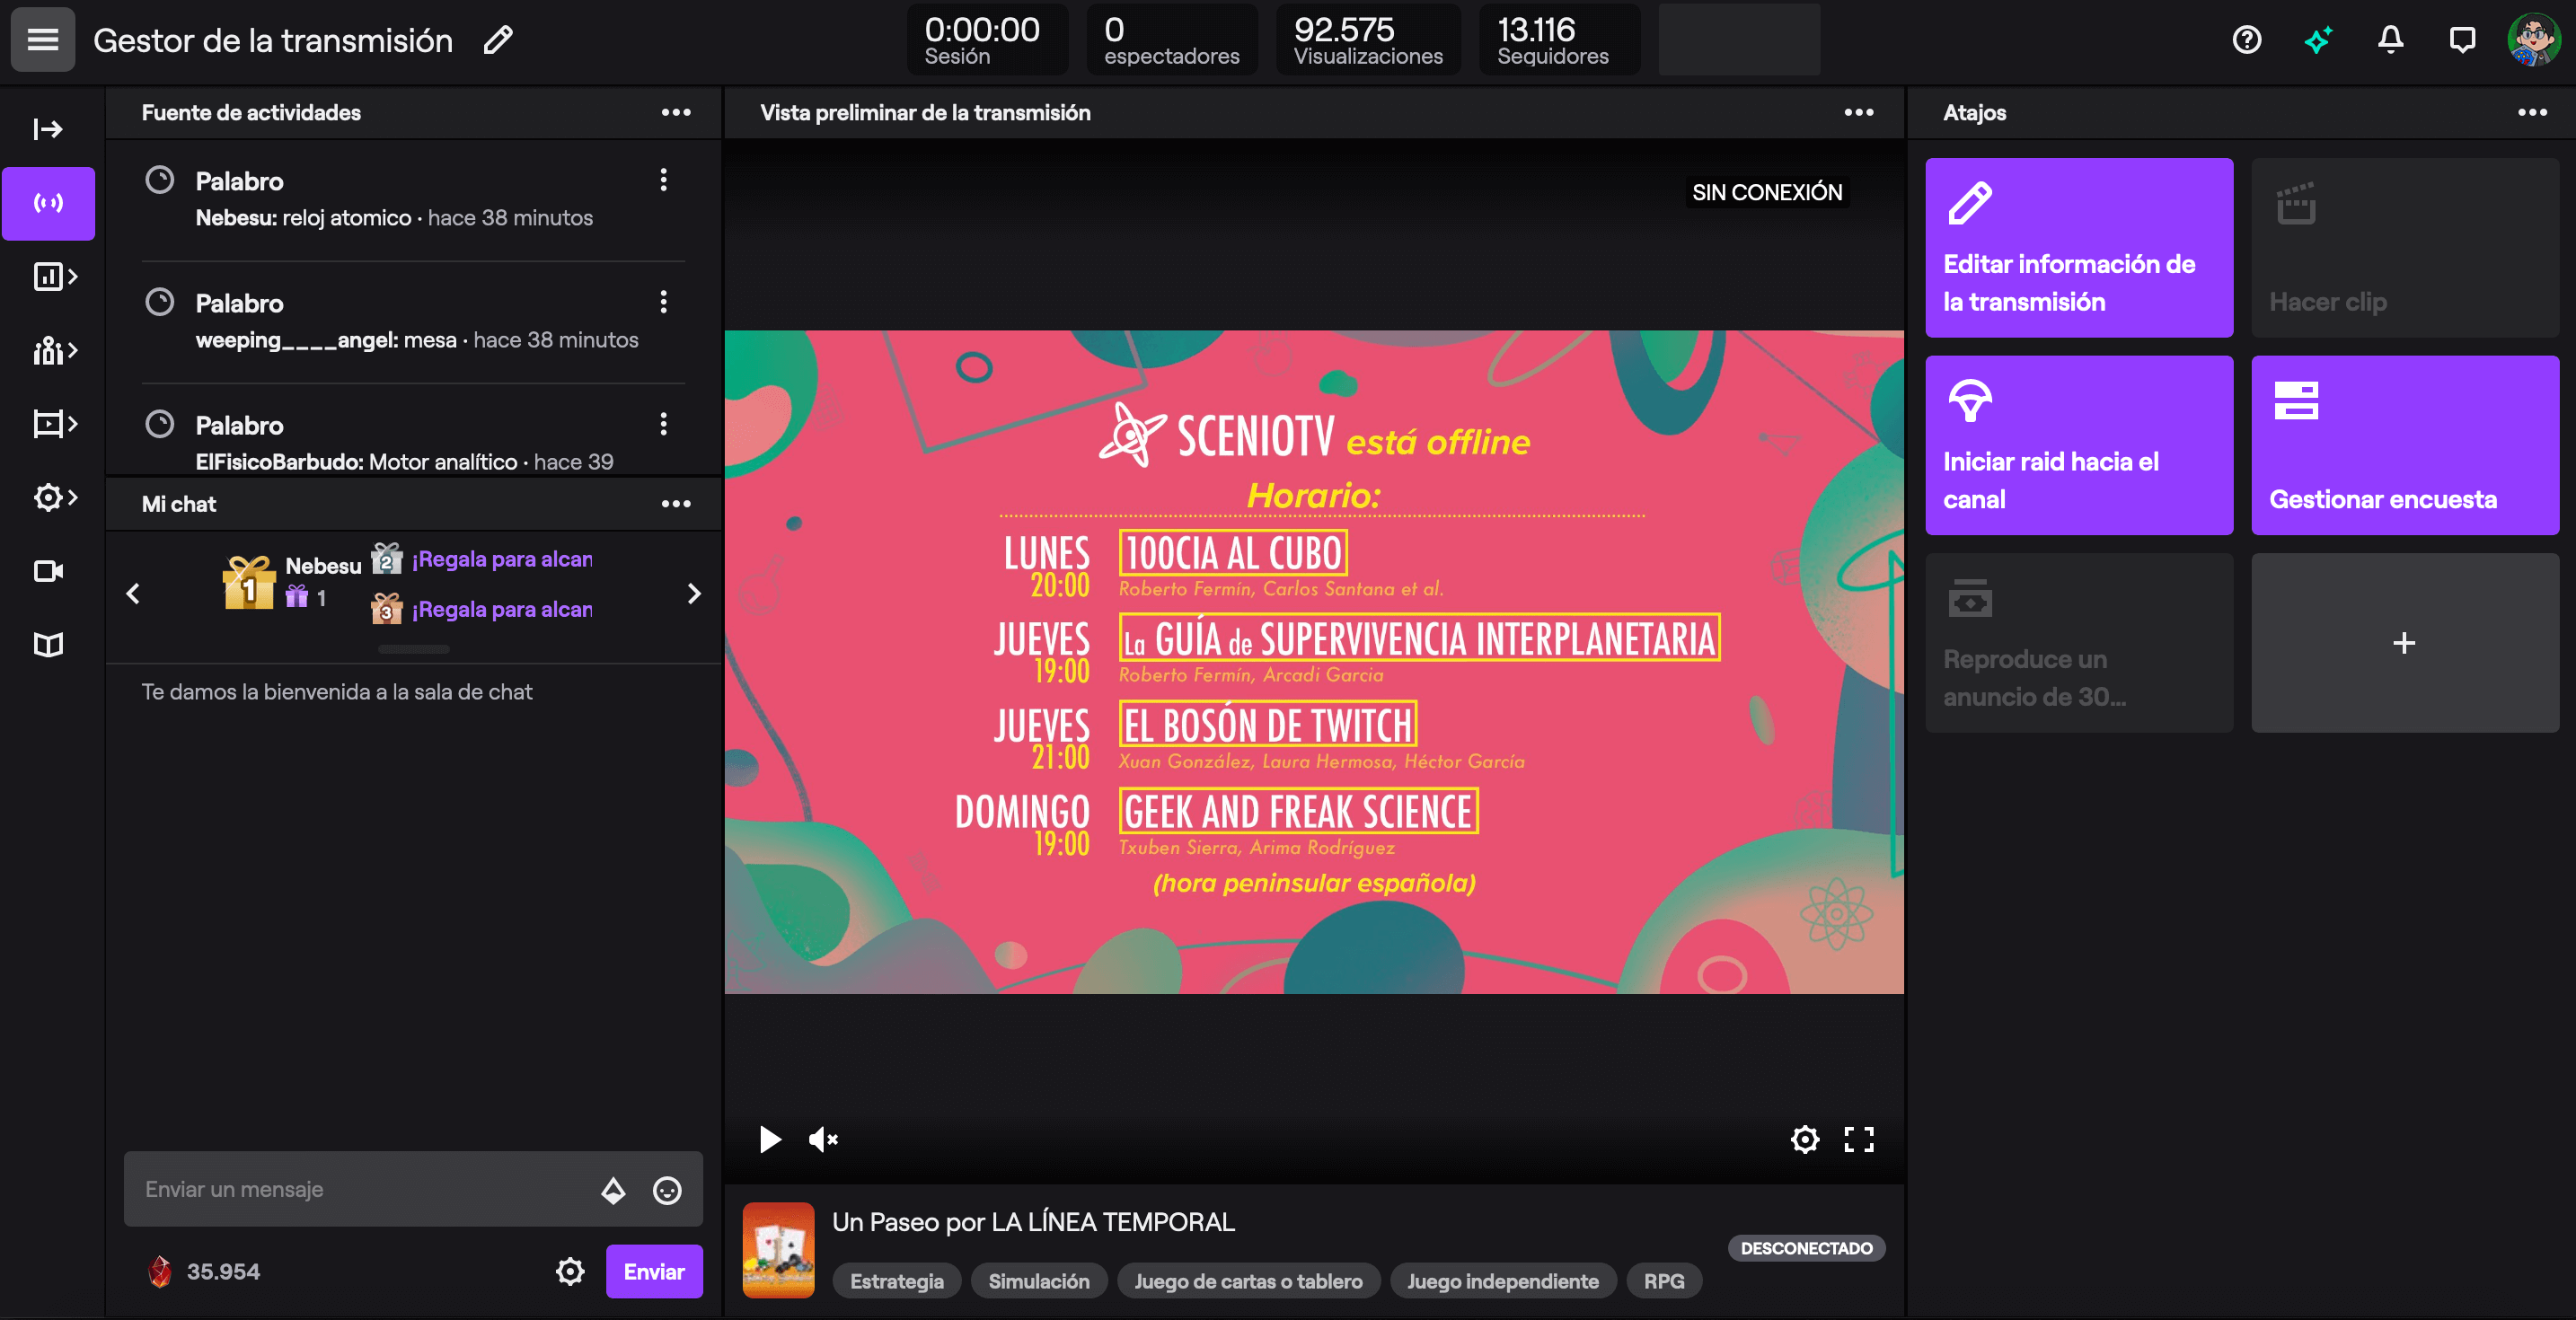 Gestor de la transmisión
0:00:00
Sesión
0
espectadores
92.575
Visualizaciones
13.116
Seguidores
Fuente de actividades
Palabro
Nebesu: reloj atomico · hace 38 minutos
Palabro
weeping____angel: mesa · hace 38 minutos
Palabro
ElFisicoBarbudo: Motor analítico · hace 39
Mi chat
1
Nebesu
1
2
¡Regala para alcan
3
¡Regala para alcan
Te damos la bienvenida a la sala de chat
Enviar un mensaje
35.954
Enviar
Vista preliminar de la transmisión
SIN CONEXIÓN
SCENIOTV está offline
Horario:
LUNES
20:00
100CIA AL CUBO
Roberto Fermín, Carlos Santana et al.
JUEVES
19:00
La GUÍA de SUPERVIVENCIA INTERPLANETARIA
Roberto Fermín, Arcadi Garcia
JUEVES
21:00
EL BOSÓN DE TWITCH
Xuan González, Laura Hermosa, Héctor García
DOMINGO
19:00
GEEK AND FREAK SCIENCE
Txuben Sierra, Arima Rodríguez
(hora peninsular española)
Un Paseo por LA LÍNEA TEMPORAL
DESCONECTADO
Estrategia
Simulación
Juego de cartas o tablero
Juego independiente
RPG
Atajos
Editar información de
la transmisión
Hacer clip
Iniciar raid hacia el
canal
Gestionar encuesta
Reproduce un
anuncio de 30...